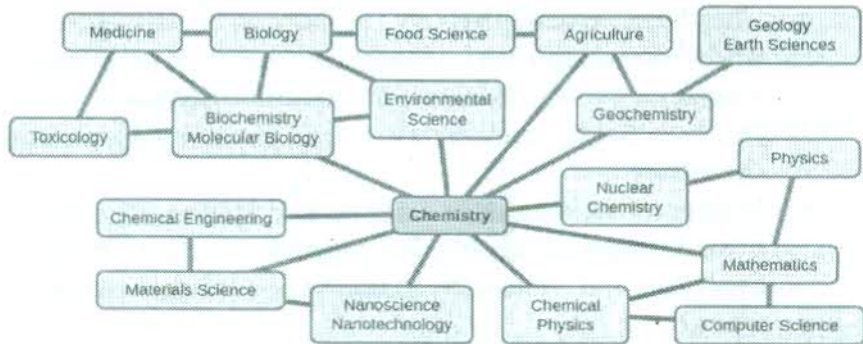 Medicine
Biology
Food Science
Agriculture
Geology
Earth Sciences
Toxicology
Biochemistry
Molecular Biology
Environmental
Science
Geochemistry
Physics
Nuclear
Chemistry
Chemical Engineering
Chemistry
Mathematics
Materials Science
Nanoscience
Nanotechnology
Chemical
Physics
Computer Science